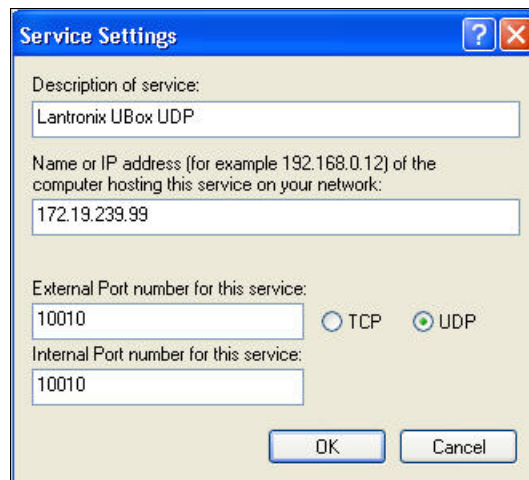 Service Settings
Description of service:
Lantronix UBox UDP
Name or IP address (for example 192.168.0.12) of the
computer hosting this service on your network:
172.19.239.99
External Port number for this service:
10010
TCP
UDP
Internal Port number for this service:
10010
OK
Cancel